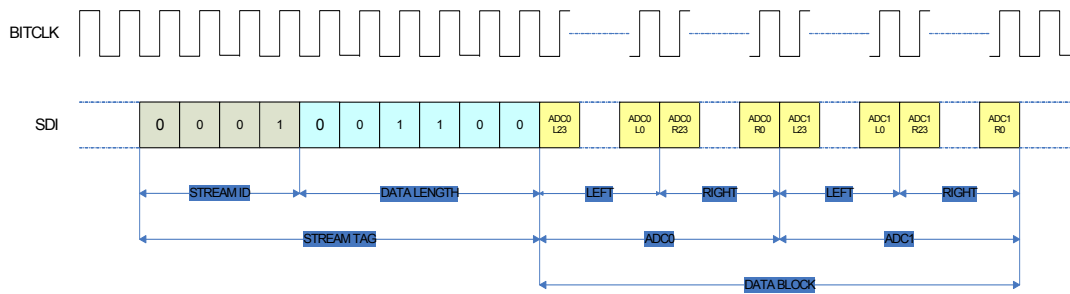 BITCLK
SDI
0 0 0 1 0 0 1 1 0 0
ADC0
L23
ADC0
L0
ADC0
R23
ADC0
R0
ADC1
L23
ADC1
L0
ADC1
R23
ADC1
R0
STREAM ID
DATA LENGTH
LEFT
RIGHT
LEFT
RIGHT
STREAM TAG
ADC0
ADC1
DATA BLOCK